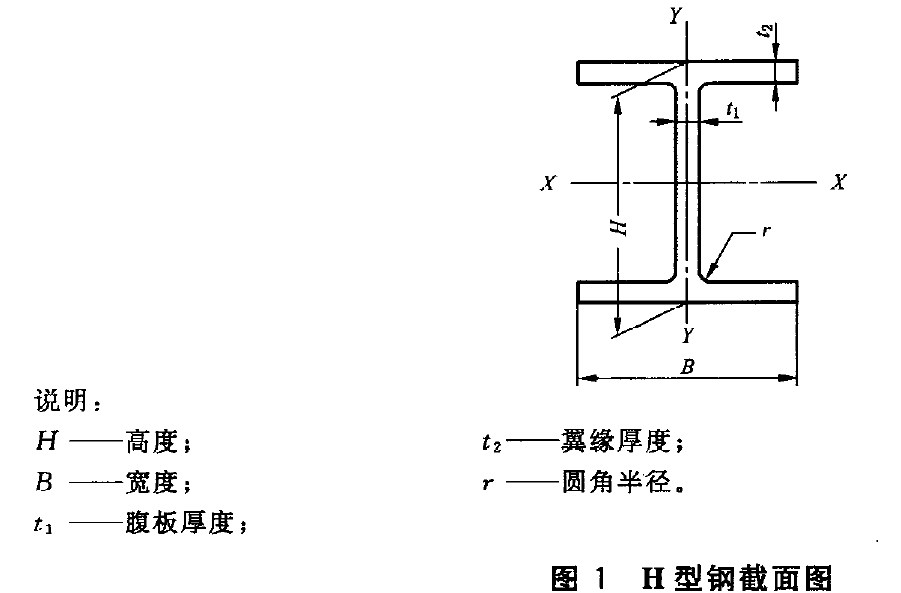 Y
t₂
t₁
X X
H
r
Y
B
说明：
H ——高度；
t₂——翼缘厚度；
B ——宽度；
r ——圆角半径。
t₁ ——腹板厚度；
图 1 H 型钢截面图